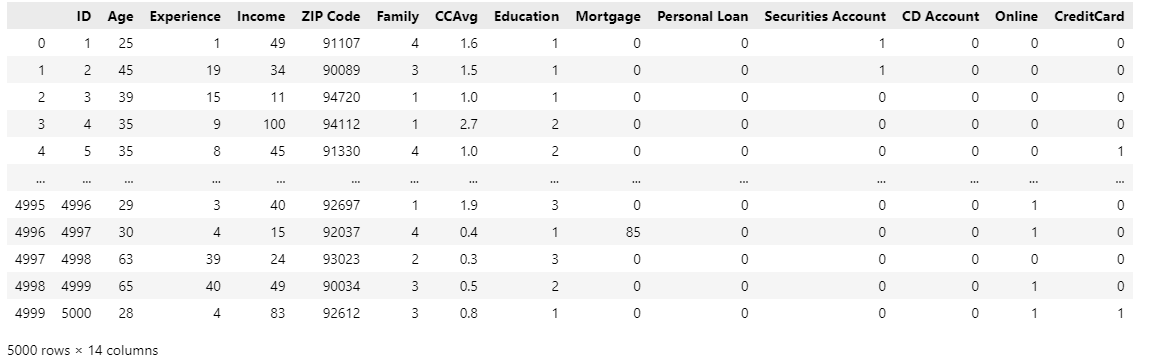 ID Age Experience Income ZIP Code Family CCAvg Education Mortgage Personal Loan Securities Account CD Account Online CreditCard
0 1 25 1 49 91107 4 1.6 1 0 0 1 0 0 0
1 2 45 19 34 90089 3 1.5 1 0 0 1 0 0 0
2 3 39 15 11 94720 1 1.0 1 0 0 0 0 0 0
3 4 35 9 100 94112 1 2.7 2 0 0 0 0 0 0
4 5 35 8 45 91330 4 1.0 2 0 0 0 0 0 1
... ... ... ... ... ... ... ... ... ... ... ... ... ... ...
4995 4996 29 3 40 92697 1 1.9 3 0 0 0 0 1 0
4996 4997 30 4 15 92037 4 0.4 1 85 0 0 0 1 0
4997 4998 63 39 24 93023 2 0.3 3 0 0 0 0 0 0
4998 4999 65 40 49 90034 3 0.5 2 0 0 0 0 1 0
4999 5000 28 4 83 92612 3 0.8 1 0 0 0 0 1 1
5000 rows × 14 columns